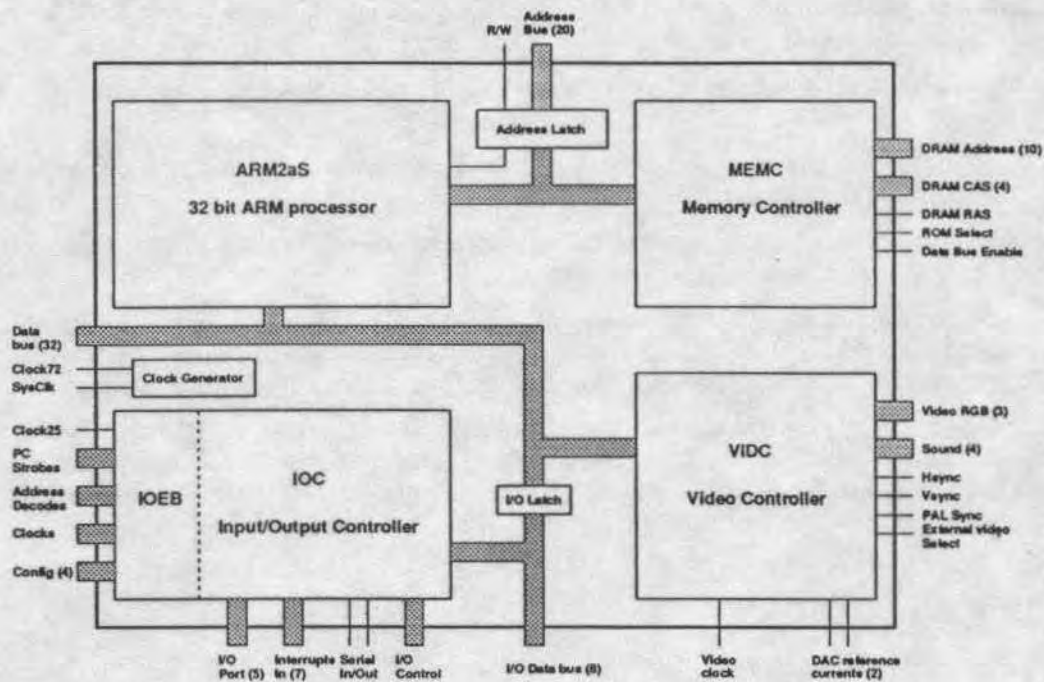 Address
Bus (20)
R/W
Address Latch
ARM2aS
32 bit ARM processor
MEMC
Memory Controller
DRAM Address (10)
DRAM CAS (4)
DRAM RAS
ROM Select
Data Bus Enable
Data
bus (32)
Clock72
SysClk
Clock Generator
Clock25
PC
Strobes
Address
Decodes
Clocks
Config (4)
IOEB
IOC
Input/Output Controller
I/O Latch
VIDC
Video Controller
Video RGB (3)
Sound (4)
Hsync
Vsync
PAL Sync
External video
Select
I/O
Port (5)
Interrupts
In (7)
Serial
In/Out
I/O
Control
I/O Data bus (8)
Video
clock
DAC reference
currents (2)